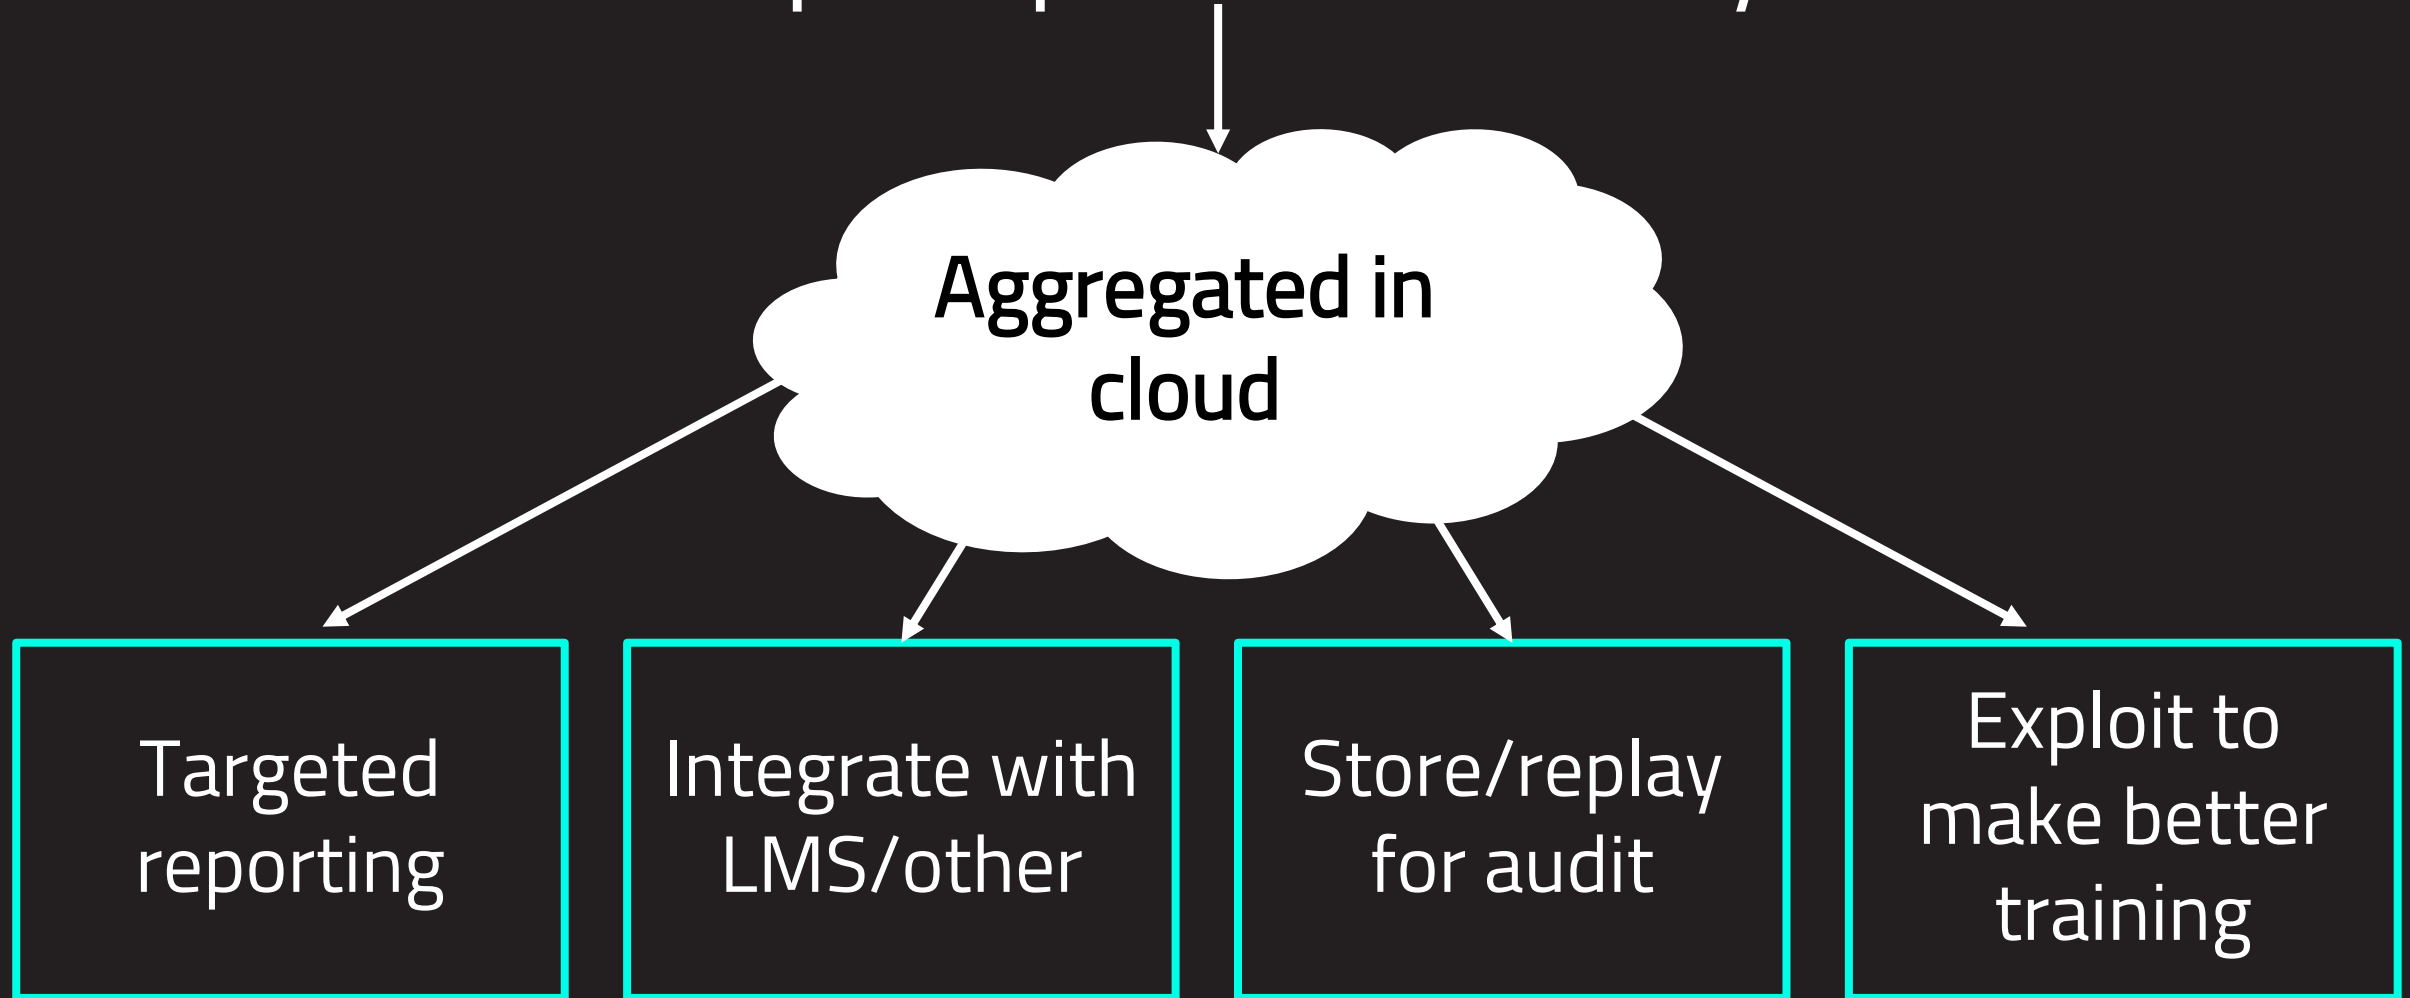 Aggregated in
cloud
Targeted
reporting
Integrate with
LMS/other
Store/replay
for audit
Exploit to
make better
training